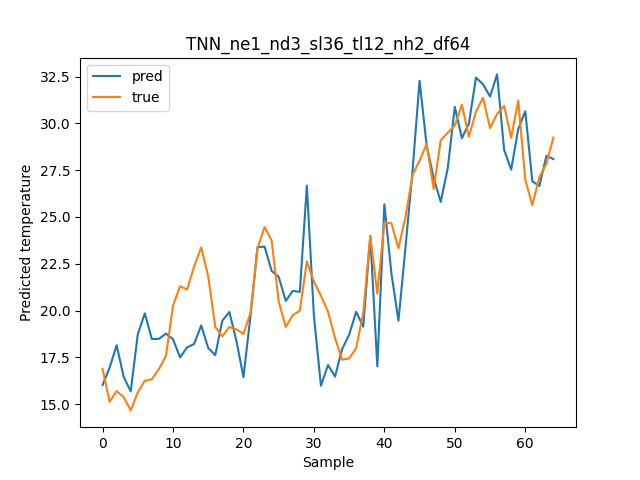 TNN_ne1_nd3_sl36_tl12_nh2_df64
pred
true
32.5
30.0
27.5
25.0
22.5
20.0
17.5
15.0
Predicted temperature
0 10 20 30 40 50 60
Sample